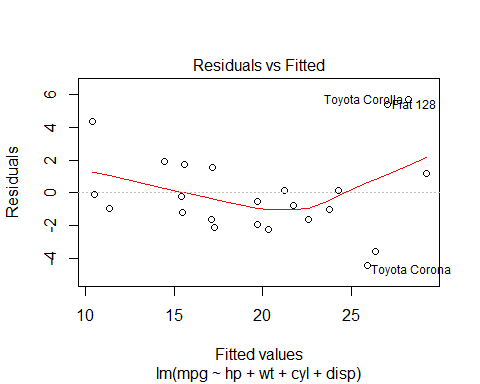 Residuals vs Fitted
Residuals
6
4
2
0
-2
-4
Toyota Corolla
Fiat 128
Toyota Corona
10 15 20 25
Fitted values
lm(mpg ~ hp + wt + cyl + disp)